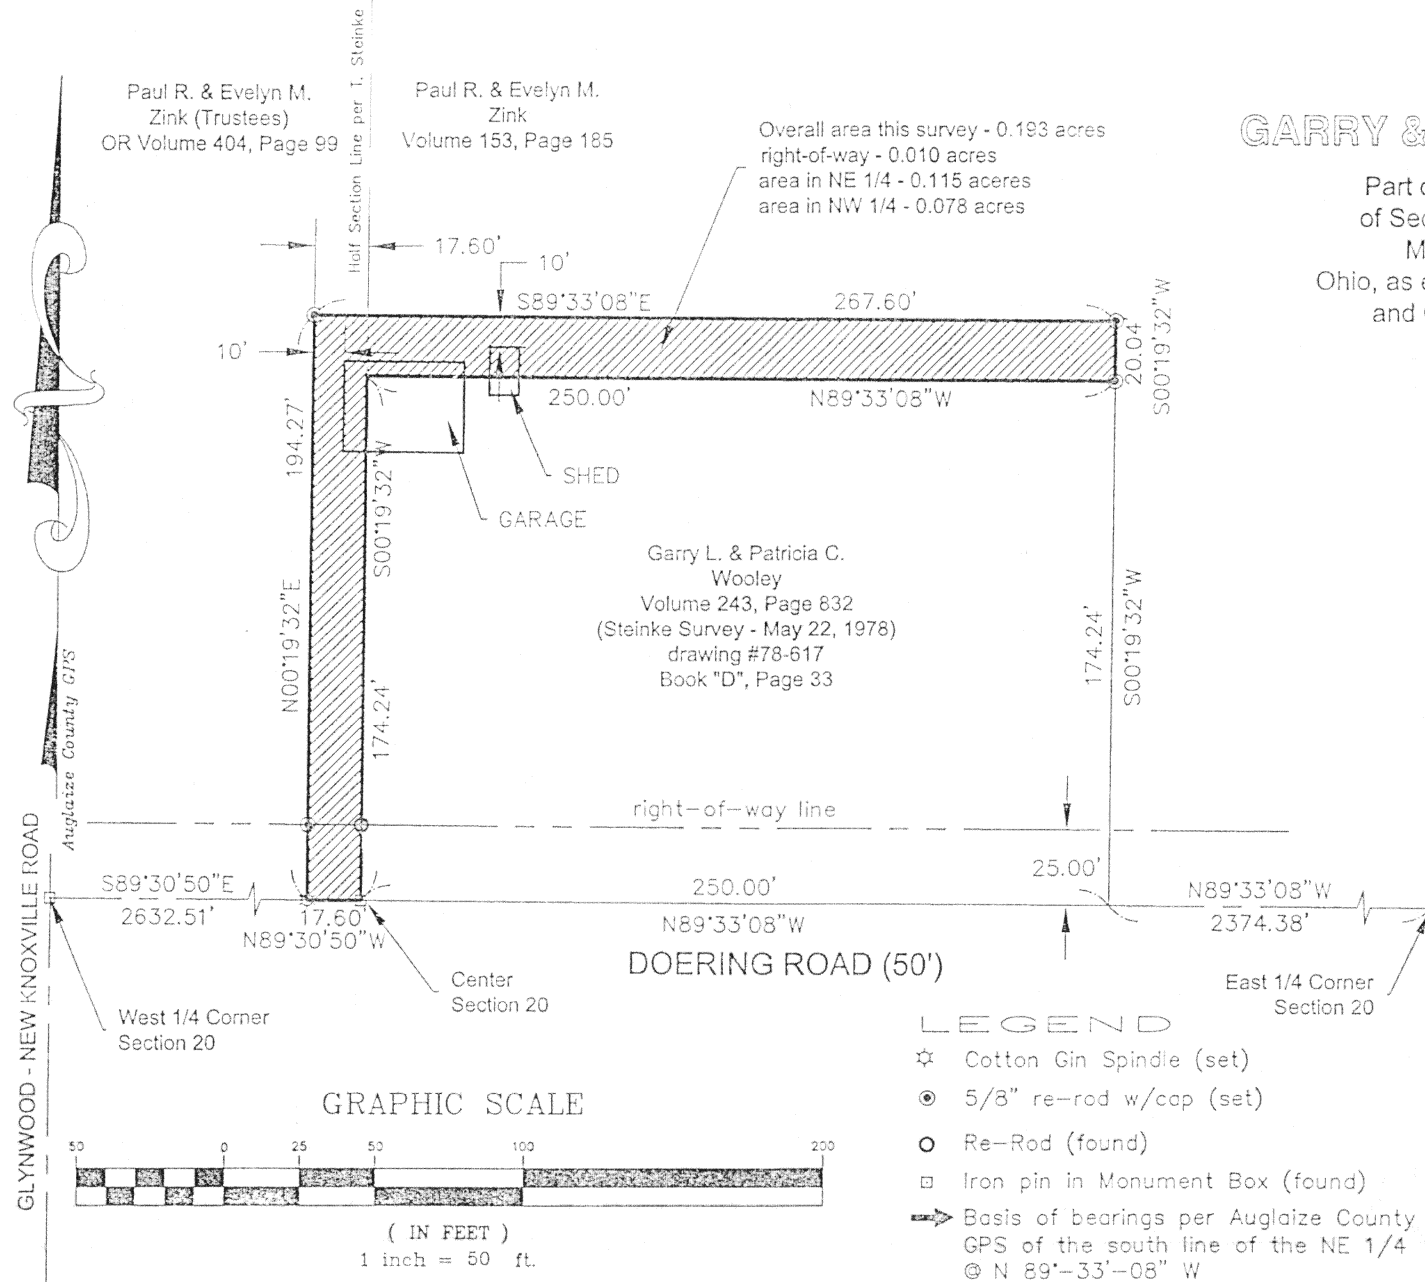 Half Section Line per T. Steinke
Paul R. & Evelyn M.
Zink (Trustees)
OR Volume 404, Page 99
Paul R. & Evelyn M.
Zink
Volume 153, Page 185
Overall area this survey - 0.193 acres
right-of-way - 0.010 acres
area in NE 1/4 - 0.115 aceres
area in NW 1/4 - 0.078 acres
GARRY &
Part
of Sec
M
Ohio, as
and
17.60'
10'
S89°33'08"E
267.60'
20.04
S00°19'32"W
10'
250.00'
N89°33'08"W
194.27'
N00°19'32"E
S00°19'32"W
174.24'
SHED
GARAGE
Garry L. & Patricia C.
Wooley
Volume 243, Page 832
(Steinke Survey - May 22, 1978)
drawing #78-617
Book "D", Page 33
174.24'
S00°19'32"W
Auglaize County GPS
GLYNWOOD - NEW KNOXVILLE ROAD
right-of-way line
25.00'
S89°30'50"E
2632.51'
17.60'
N89°30'50"W
250.00'
N89°33'08"W
N89°33'08"W
2374.38'
DOERING ROAD (50')
West 1/4 Corner
Section 20
Center
Section 20
East 1/4 Corner
Section 20
LEGEND
Cotton Gin Spindle (set)
5/8" re-rod w/cap (set)
Re-Rod (found)
Iron pin in Monument Box (found)
Basis of bearings per Auglaize County
GPS of the south line of the NE 1/4
@ N 89°-33'-08" W
GRAPHIC SCALE
50 0 25 50 100 200
( IN FEET )
1 inch = 50 ft.